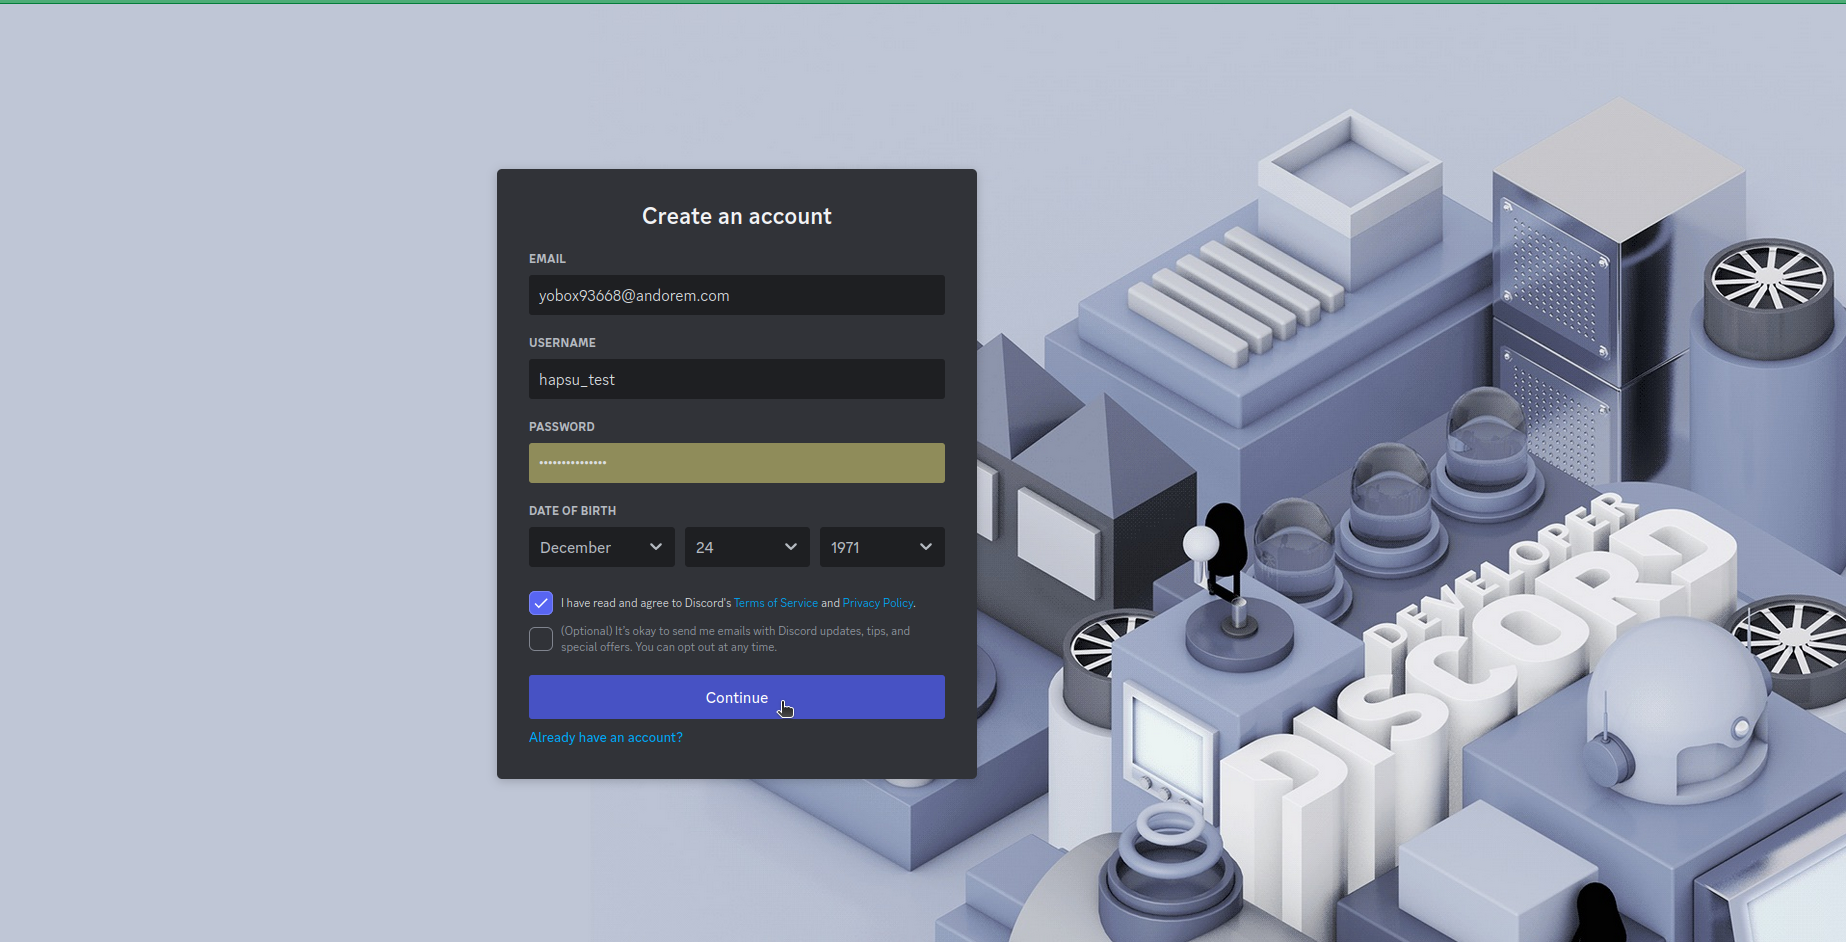 Create an account
EMAIL
yobox93668@andorem.com
USERNAME
hapsu_test
PASSWORD
•••••••••••••••
DATE OF BIRTH
December 24 1971
I have read and agree to Discord's Terms of Service and Privacy Policy.
(Optional) It's okay to send me emails with Discord updates, tips, and
special offers. You can opt out at any time.
Continue
Already have an account?
DEVELOPER
DISCORD